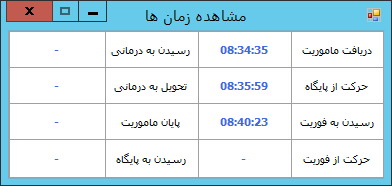 مشاهده زمان ها
دریافت ماموریت 08:34:35 رسیدن به درمانی -
حرکت از پایگاه 08:35:59 تحویل به درمانی -
رسیدن به فوریت 08:40:23 پایان ماموریت -
حرکت از فوریت - رسیدن به پایگاه -